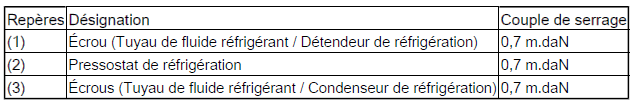 Repères Désignation Couple de serrage
(1) Écrou (Tuyau de fluide réfrigérant / Détendeur de réfrigération) 0,7 m.daN
(2) Pressostat de réfrigération 0,7 m.daN
(3) Écrous (Tuyau de fluide réfrigérant / Condenseur de réfrigération) 0,7 m.daN